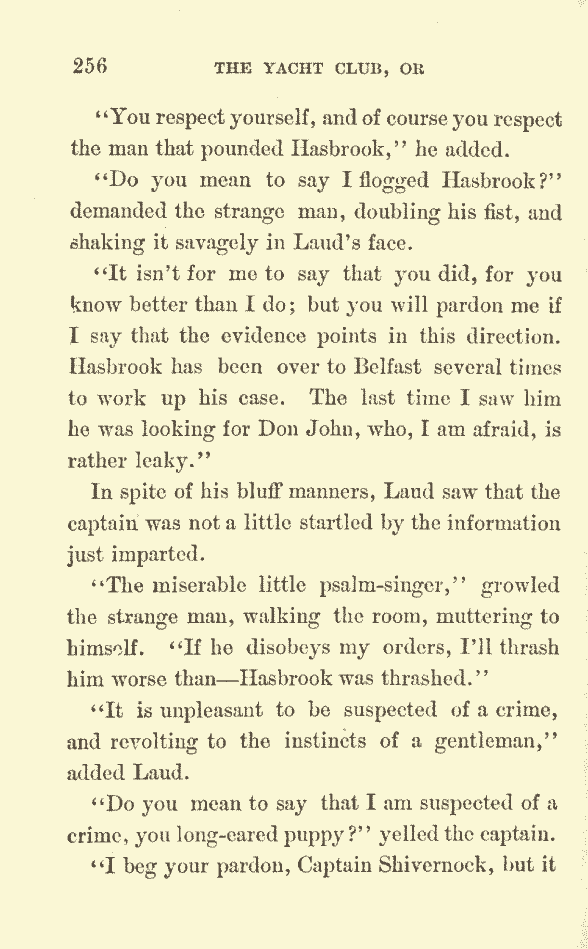 256 THE YACHT CLUB, OR
"You respect yourself, and of course you respect
the man that pounded Hasbrook," he added.
"Do you mean to say I flogged Hasbrook?"
demanded the strange man, doubling his fist, and
shaking it savagely in Laud's face.
"It isn't for me to say that you did, for you
know better than I do; but you will pardon me if
I say that the evidence points in this direction.
Hasbrook has been over to Belfast several times
to work up his case. The last time I saw him
he was looking for Don John, who, I am afraid, is
rather leaky."
In spite of his bluff manners, Laud saw that the
captain was not a little startled by the information
just imparted.
"The miserable little psalm-singer," growled
the strange man, walking the room, muttering to
himself. "If he disobeys my orders, I'll thrash
him worse than—Hasbrook was thrashed."
"It is unpleasant to be suspected of a crime,
and revolting to the instincts of a gentleman,"
added Laud.
"Do you mean to say that I am suspected of a
crime, you long-eared puppy?" yelled the captain.
"I beg your pardon, Captain Shivernock, but it